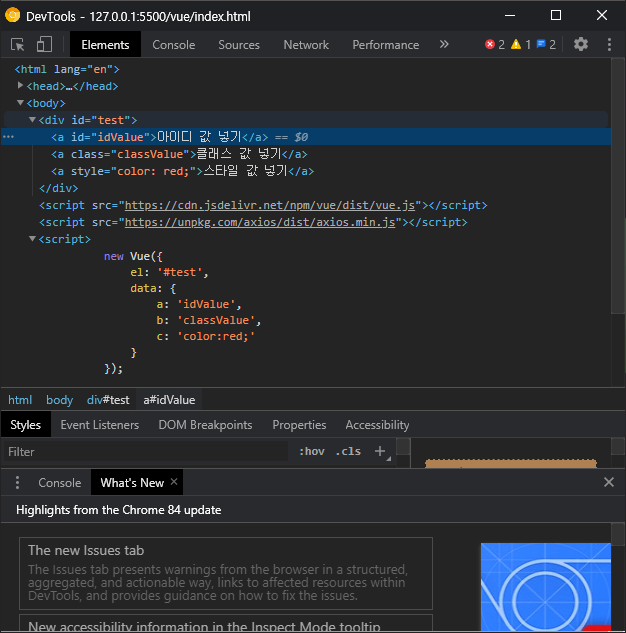 DevTools - 127.0.0.1:5500/vue/index.html
Elements Console Sources Network Performance » 2 1 2
<html lang="en">
<head>…</head>
<body>
<div id="test">
… <a id="idValue">아이디 값 넣기</a> == $0
<a class="classValue">클래스 값 넣기</a>
<a style="color: red;">스타일 값 넣기</a>
</div>
<script src="https://cdn.jsdelivr.net/npm/vue/dist/vue.js"></script>
<script src="https://unpkg.com/axios/dist/axios.min.js"></script>
<script>
new Vue({
el: '#test',
data: {
a: 'idValue',
b: 'classValue',
c: 'color:red;'
}
});
html body div#test a#idValue
Styles Event Listeners DOM Breakpoints Properties Accessibility
Filter :hov .cls +
Console What's New ×
Highlights from the Chrome 84 update
The new Issues tab
The Issues tab presents warnings from the browser in a structured,
aggregated, and actionable way, links to affected resources within
DevTools, and provides guidance on how to fix the issues.
New accessibility information in the Inspect Mode tooltip